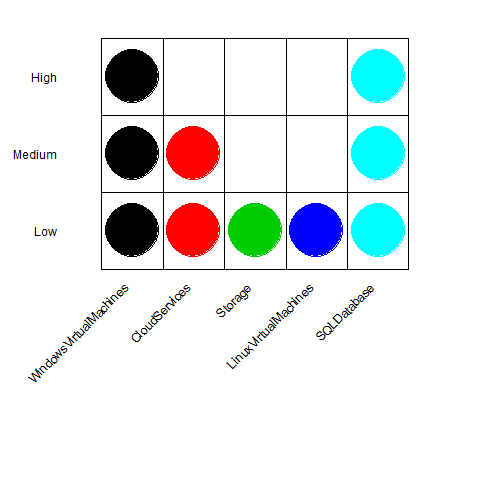 High
Medium
Low
WindowsVirtualMachines
CloudServices
Storage
LinuxVirtualMachines
SQLDatabase